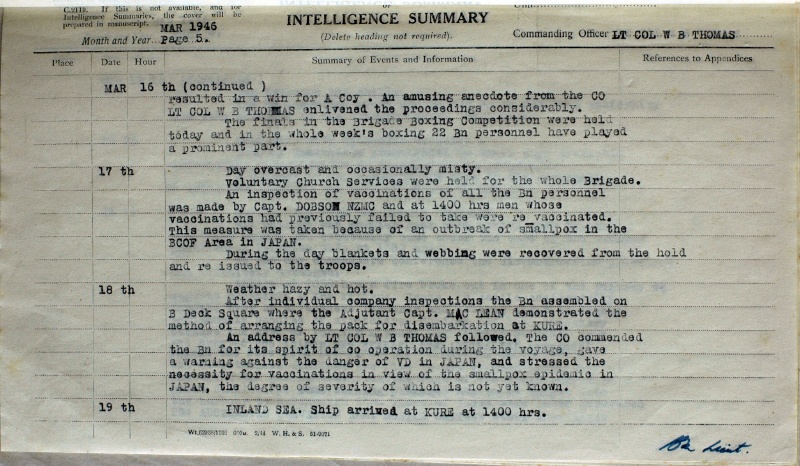 C.2119. If this is not available, and for
Intelligence Summaries, the cover will be
prepared in manuscript.
or
INTELLIGENCE SUMMARY
(Delete heading not required).
Unit
Commanding Officer LT COL W B THOMAS
MAR 1946
Month and Year Page 5.
Place Date Hour Summary of Events and Information References to Appendices
MAR 16 th (continued )
resulted in a win for A Coy . An amusing anecdote from the CO
LT COL W B THOMAS enlivened the proceedings considerably.
The finals in the Brigade Boxing Competition were held
today and in the whole week's boxing 22 Bn personnel have played
a prominent part.
17 th Day overcast and occasionally misty.
Voluntary Church Services were held for the whole Brigade.
An inspection of vaccinations of all the Bn personnel
was made by Capt. DOBSON NZMC and at 1400 hrs men whose
vaccinations had previously failed to take were re vaccinated.
This measure was taken because of an outbreak of smallpox in the
BCOF Area in JAPAN.
During the day blankets and webbing were recovered from the hold
and re issued to the troops.
18 th Weather hazy and hot.
After individual company inspections the Bn assembled on
B Deck Square where the Adjutant Capt. MAC LEAN demonstrated the
method of arranging the pack for disembarkation at KURE.
An address by LT COL W B THOMAS followed. The CO commended
the Bn for its spirit of co operation during the voyage, gave
a warning against the danger of VD in JAPAN, and stressed the
necessity for vaccinations in view of the smallpox epidemic in
JAPAN, the degree of severity of which is not yet known.
19 th INLAND SEA. Ship arrived at KURE at 1400 hrs.
2/44 W. H. & S. 51-9071
Lieut.